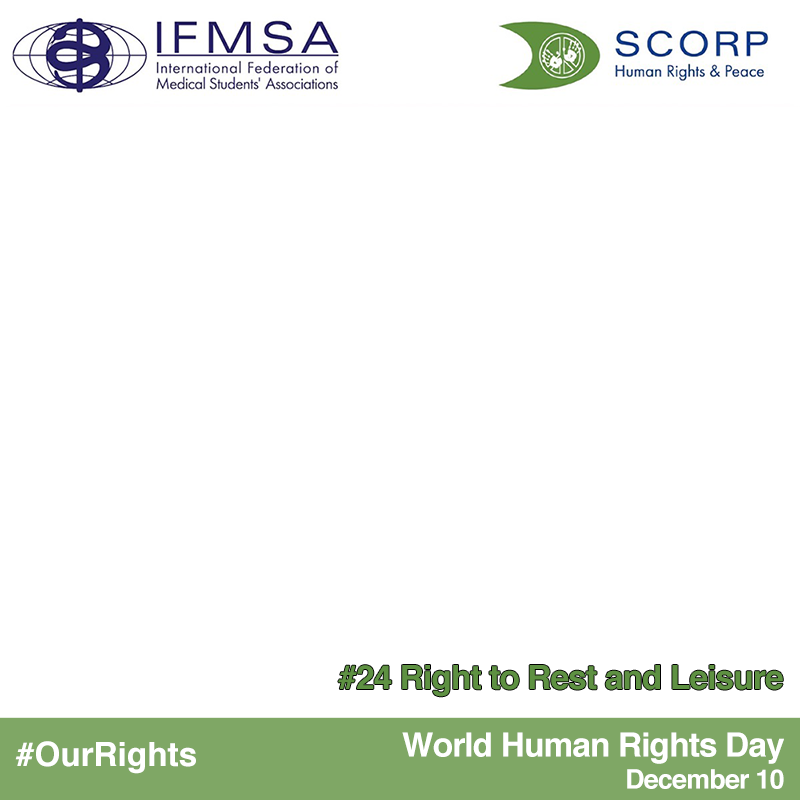 IFMSA
International Federation of
Medical Students' Associations
SCORP
Human Rights & Peace
#24 Right to Rest and Leisure
#OurRights
World Human Rights Day
December 10